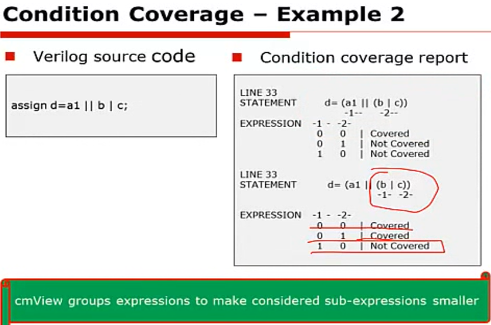 Condition Coverage – Example 2
Verilog source code
Condition coverage report
assign d=a1 || b | c;
LINE 33
STATEMENT d= (a1 || (b | c))
-1-- -2--
EXPRESSION -1 - -2-
0 0 | Covered
0 1 | Not Covered
1 0 | Not Covered
LINE 33
STATEMENT d= (a1 || (b | c))
-1- -2-
EXPRESSION -1 - -2-
0 0 | Covered
0 1 | Covered
1 0 | Not Covered
cmView groups expressions to make considered sub-expressions smaller